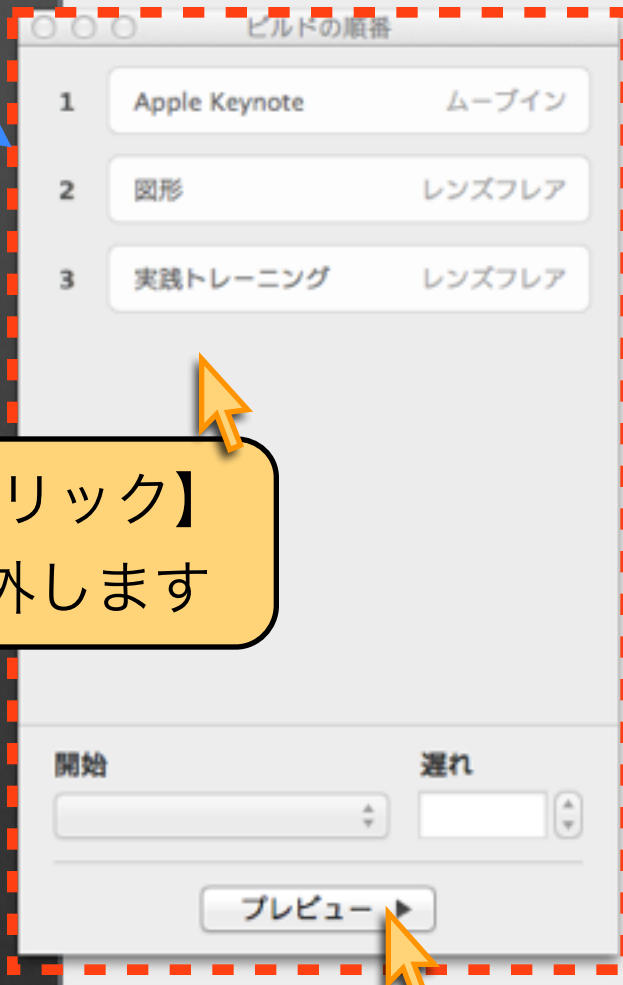 ビルドの順番
1 Apple Keynote ムーブイン
2 図形 レンズフレア
3 実践トレーニング レンズフレア
リック】
外します
開始 遅れ
プレビュー